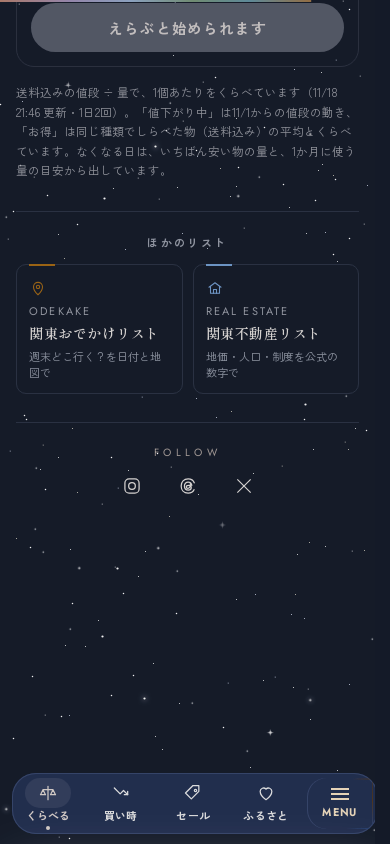 えらぶと始められます
送料込みの値段 ÷ 量で、1個あたりをくらべています（11/18
21:46 更新・1日2回）。「値下がり中」は11/1からの値段の動き、
「お得」は同じ種類でしらべた物（送料込み）の平均とくらべ
ています。なくなる日は、いちばん安い物の量と、1か月に使う
量の目安から出しています。
ほかのリスト
ODEKAKE
関東おでかけリスト
週末どこ行く？を日付と地
図で
REAL ESTATE
関東不動産リスト
地価・人口・制度を公式の
数字で
FOLLOW
くらべる
買い時
セール
ふるさと
MENU